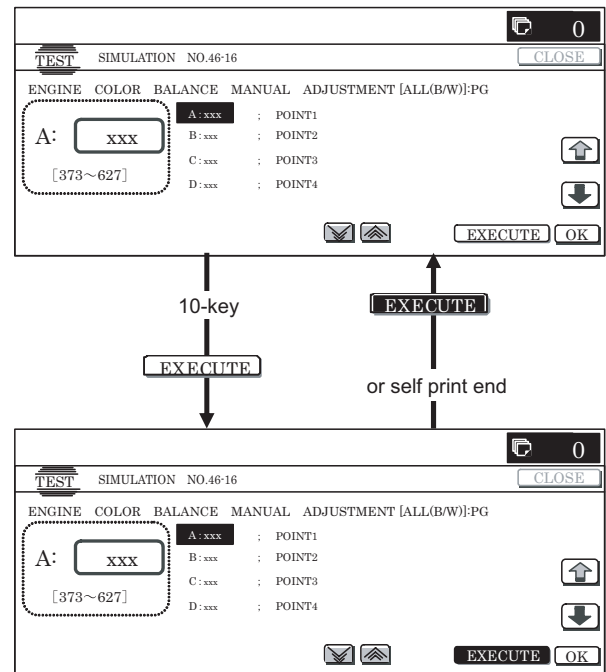 0
TEST SIMULATION NO.46-16 CLOSE
ENGINE COLOR BALANCE MANUAL ADJUSTMENT [ALL(B/W)]:PG
A: xxx
[373~627]
A : xxx ; POINT1
B : xxx ; POINT2
C : xxx ; POINT3
D : xxx ; POINT4
EXECUTE OK
10-key
EXECUTE
EXECUTE
or self print end
0
TEST SIMULATION NO.46-16 CLOSE
ENGINE COLOR BALANCE MANUAL ADJUSTMENT [ALL(B/W)]:PG
A: xxx
[373~627]
A : xxx ; POINT1
B : xxx ; POINT2
C : xxx ; POINT3
D : xxx ; POINT4
EXECUTE OK